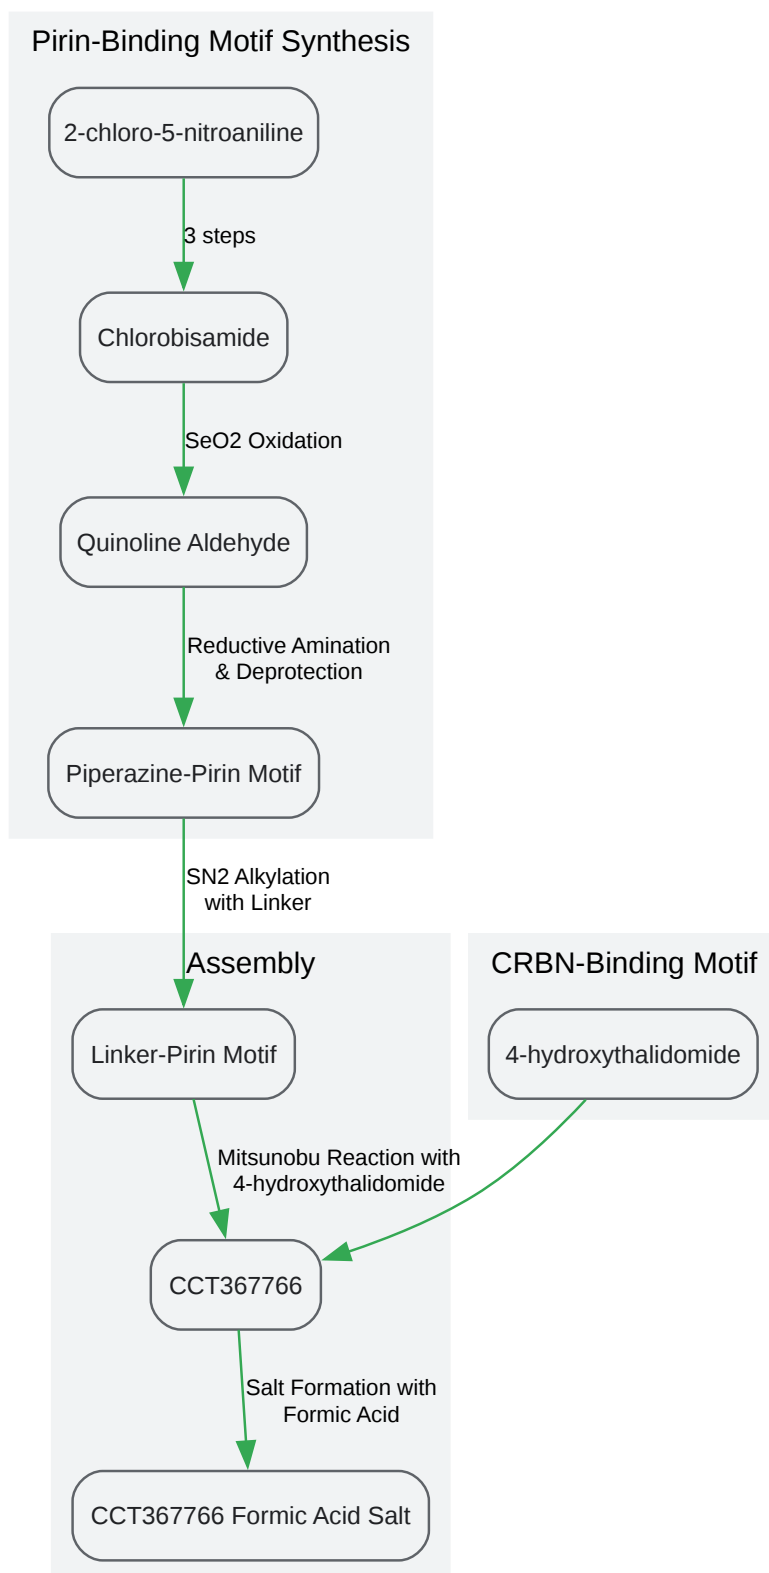 Pirin-Binding Motif Synthesis
2-chloro-5-nitroaniline
3 steps
Chlorobisamide
SeO2 Oxidation
Quinoline Aldehyde
Reductive Amination
& Deprotection
Piperazine-Pirin Motif
SN2 Alkylation
with Linker
Assembly
CRBN-Binding Motif
Linker-Pirin Motif
4-hydroxythalidomide
Mitsunobu Reaction with
4-hydroxythalidomide
CCT367766
Salt Formation with
Formic Acid
CCT367766 Formic Acid Salt